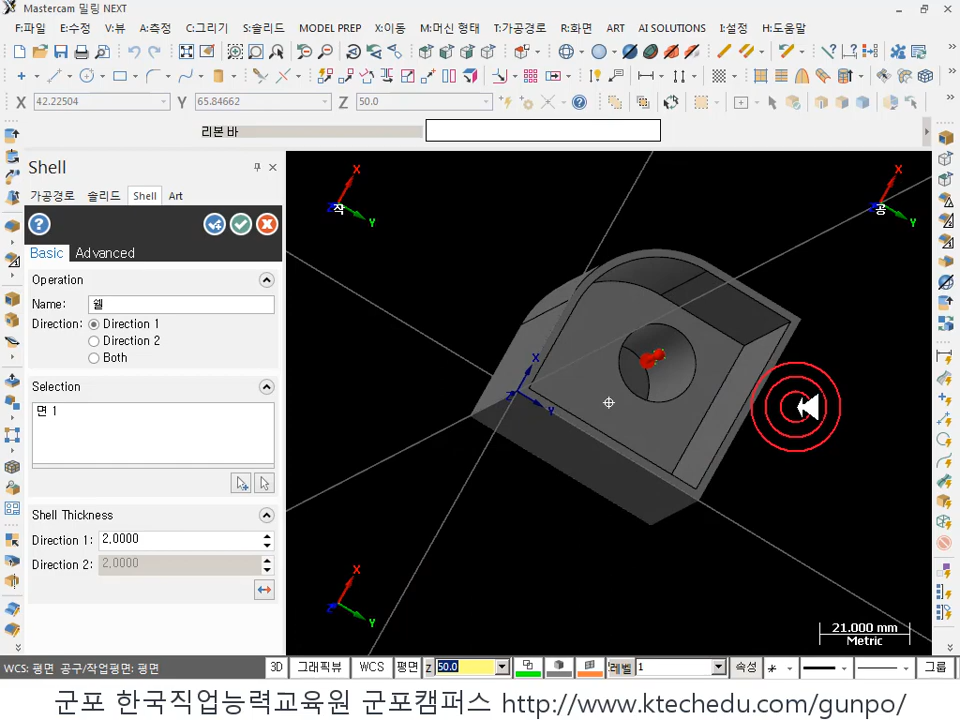 Mastercam 밀링 NEXT
F:파일 E:수정 V:뷰 A:측정 C:그리기 S:솔리드 MODEL PREP X:이동 M:머신 형태 T:가공경로 R:화면 ART AI SOLUTIONS I:설정 H:도움말
X 42.22504 Y 65.84662 Z 50.0
리본 바
Shell
가공경로 솔리드 Shell Art
Basic Advanced
Operation
Name: 쉘
Direction: Direction 1
Direction 2
Both
Selection
면 1
Shell Thickness
Direction 1: 2.0000
Direction 2: 2.0000
X
작
Y
Z
X
공
Y
Z
X
Y
Z
X
Y
Z
21.000 mm
Metric
WCS: 평면 공구/작업평면: 평면 3D 그래픽뷰 WCS 평면 Z 50.0 레벨 1 속성 그룹
군포 한국직업능력교육원 군포캠퍼스 http://www.ktechedu.com/gunpo/